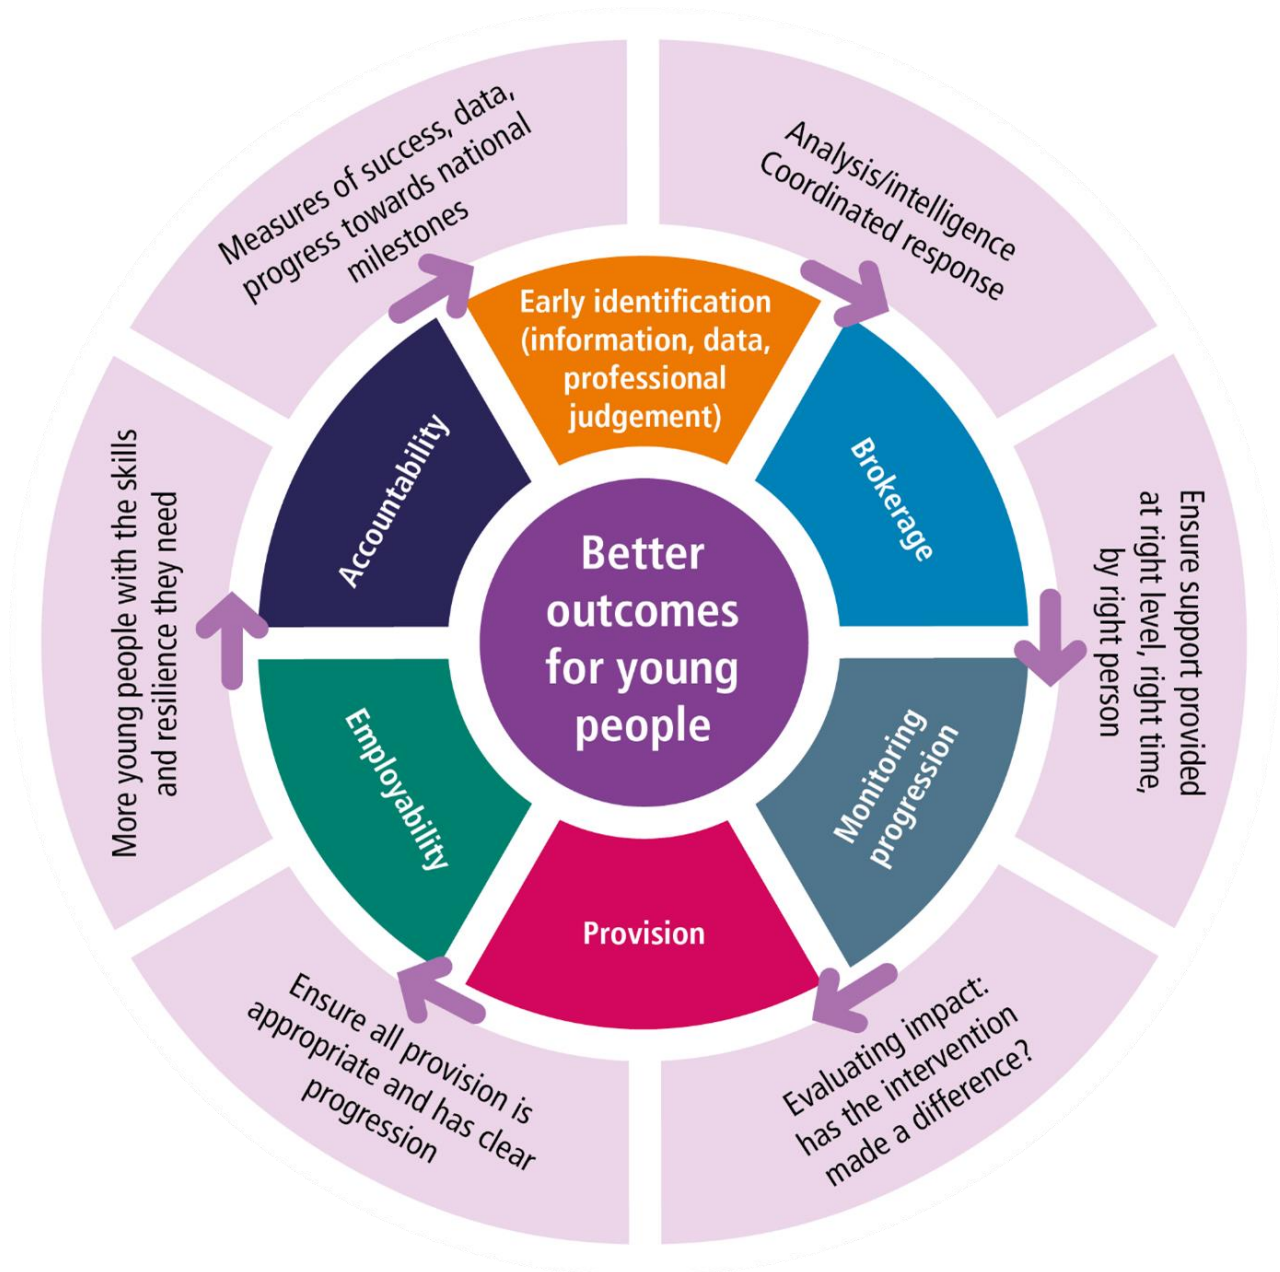 Better
outcomes
for young
people
Early identification
(information, data,
professional
judgement)
Brokerage
Monitoring
progression
Provision
Employability
Accountability
Analysis/intelligence
Coordinated response
Ensure support provided
at right level, right time,
by right person
Evaluating impact:
has the intervention
made a difference?
Ensure all provision is
appropriate and has clear
progression
More young people with the skills
and resilience they need
Measures of success, data,
progress towards national
milestones